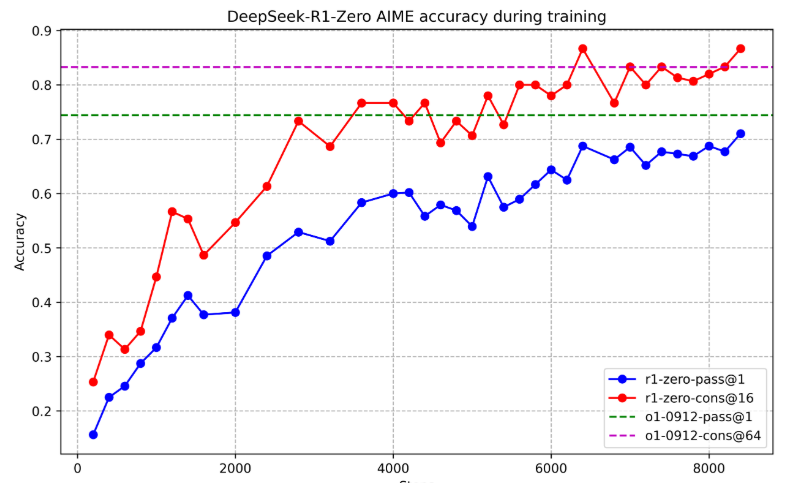 DeepSeek-R1-Zero AIME accuracy during training
0.9
0.8
0.7
0.6
0.5
0.4
0.3
0.2
Accuracy
r1-zero-pass@1
r1-zero-cons@16
o1-0912-pass@1
o1-0912-cons@64
0 2000 4000 6000 8000